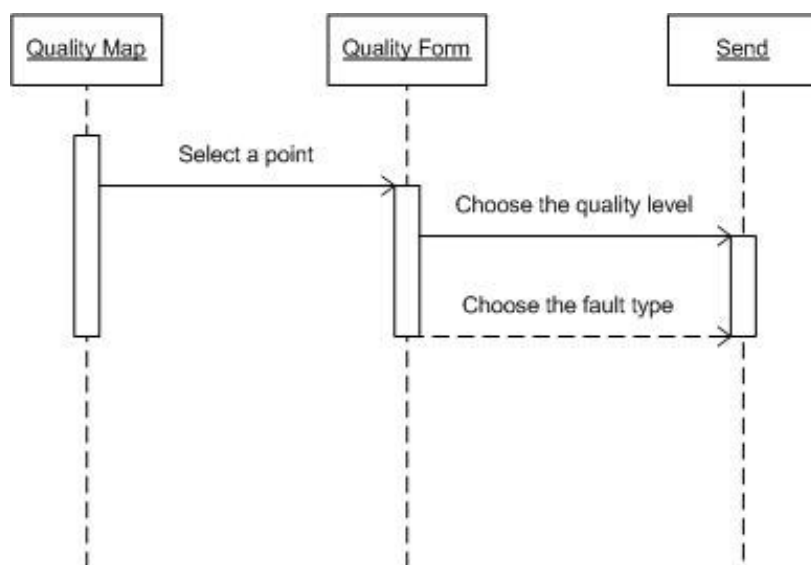 Quality Map
Quality Form
Send
Select a point
Choose the quality level
Choose the fault type